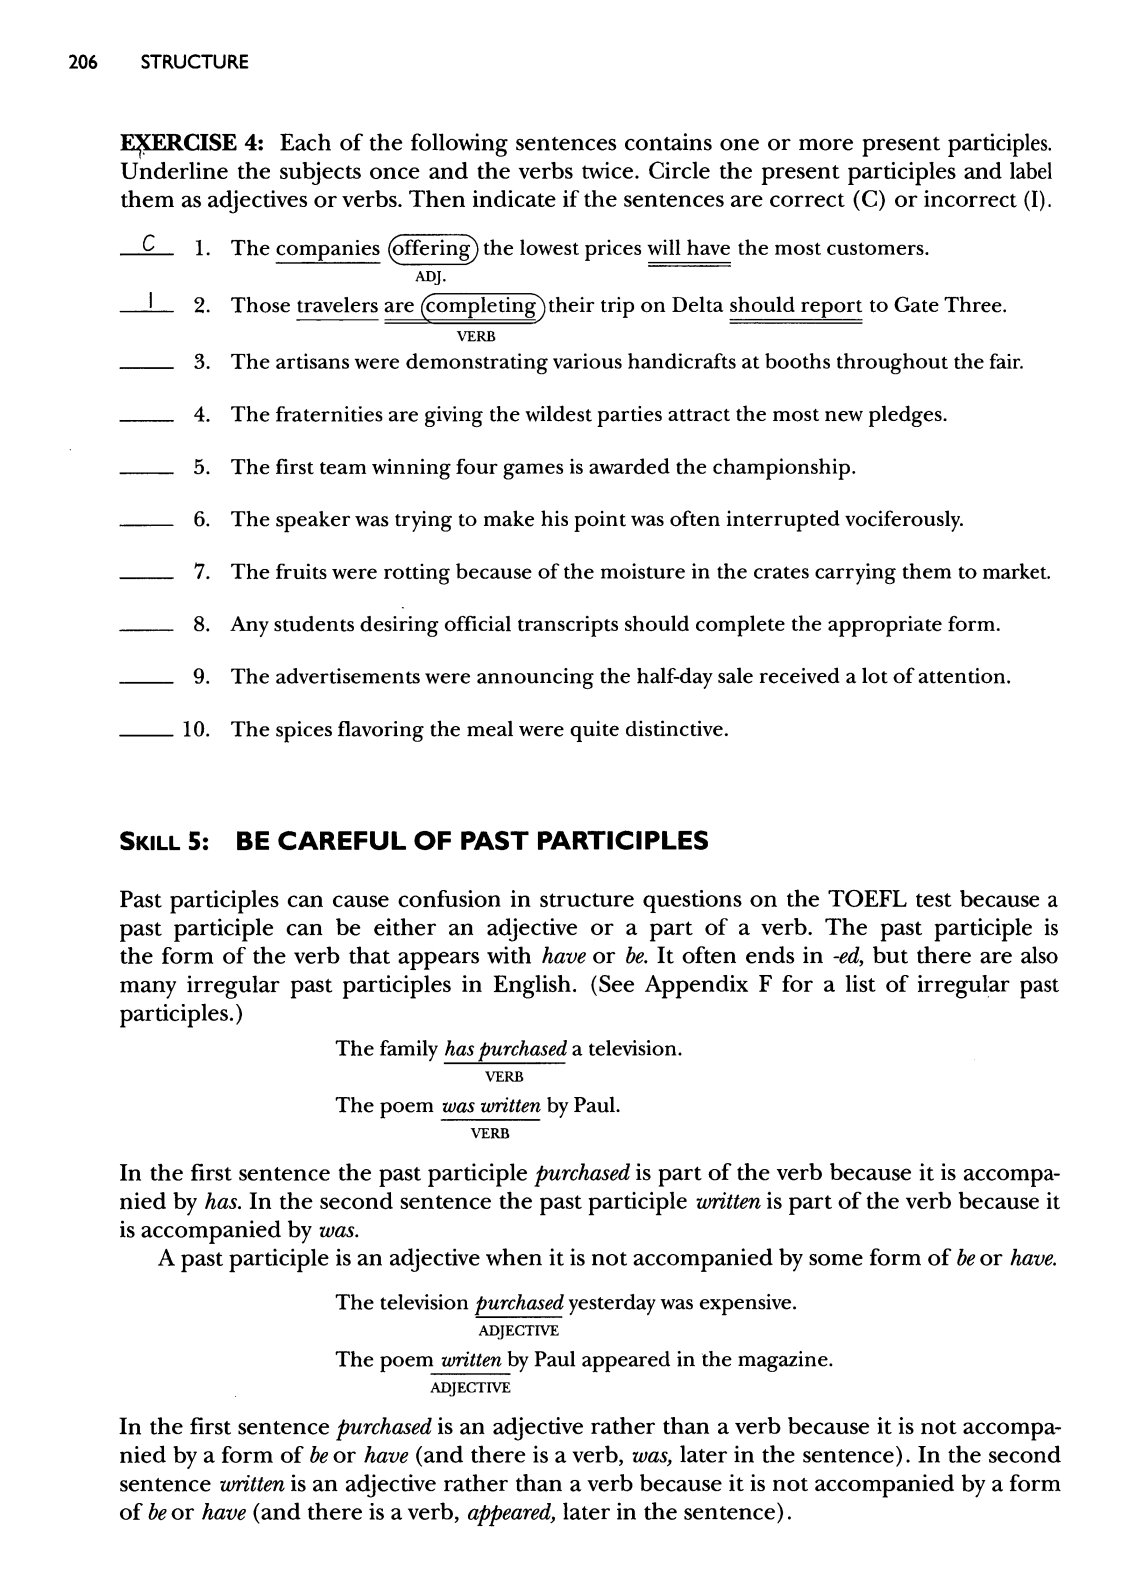 206 STRUCTURE
EXERCISE 4: Each of the following sentences contains one or more present participles.
Underline the subjects once and the verbs twice. Circle the present participles and label
them as adjectives or verbs. Then indicate if the sentences are correct (C) or incorrect (I).
C 1. The companies offering the lowest prices will have the most customers.
ADJ.
I 2. Those travelers are completing their trip on Delta should report to Gate Three.
VERB
3. The artisans were demonstrating various handicrafts at booths throughout the fair.
4. The fraternities are giving the wildest parties attract the most new pledges.
5. The first team winning four games is awarded the championship.
6. The speaker was trying to make his point was often interrupted vociferously.
7. The fruits were rotting because of the moisture in the crates carrying them to market.
8. Any students desiring official transcripts should complete the appropriate form.
9. The advertisements were announcing the half-day sale received a lot of attention.
10. The spices flavoring the meal were quite distinctive.
SKILL 5: BE CAREFUL OF PAST PARTICIPLES
Past participles can cause confusion in structure questions on the TOEFL test because a
past participle can be either an adjective or a part of a verb. The past participle is
the form of the verb that appears with have or be. It often ends in -ed, but there are also
many irregular past participles in English. (See Appendix F for a list of irregular past
participles.)
The family has purchased a television.
VERB
The poem was written by Paul.
VERB
In the first sentence the past participle purchased is part of the verb because it is accompa-
nied by has. In the second sentence the past participle written is part of the verb because it
is accompanied by was.
A past participle is an adjective when it is not accompanied by some form of be or have.
The television purchased yesterday was expensive.
ADJECTIVE
The poem written by Paul appeared in the magazine.
ADJECTIVE
In the first sentence purchased is an adjective rather than a verb because it is not accompa-
nied by a form of be or have (and there is a verb, was, later in the sentence). In the second
sentence written is an adjective rather than a verb because it is not accompanied by a form
of be or have (and there is a verb, appeared, later in the sentence).